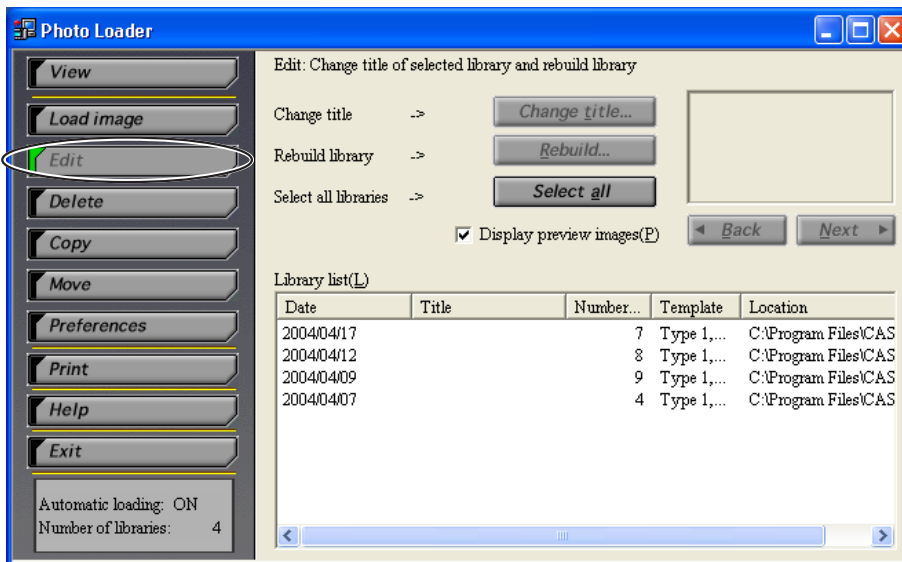 Photo Loader
View
Load image
Edit
Delete
Copy
Move
Preferences
Print
Help
Exit
Automatic loading: ON
Number of libraries: 4
Edit: Change title of selected library and rebuild library
Change title -> Change title...
Rebuild library -> Rebuild...
Select all libraries -> Select all
Display preview images(P)
Back Next
Library list(L)
Date Title Number... Template Location
2004/04/17 7 Type 1,... C:\Program Files\CAS
2004/04/12 8 Type 1,... C:\Program Files\CAS
2004/04/09 9 Type 1,... C:\Program Files\CAS
2004/04/07 4 Type 1,... C:\Program Files\CAS